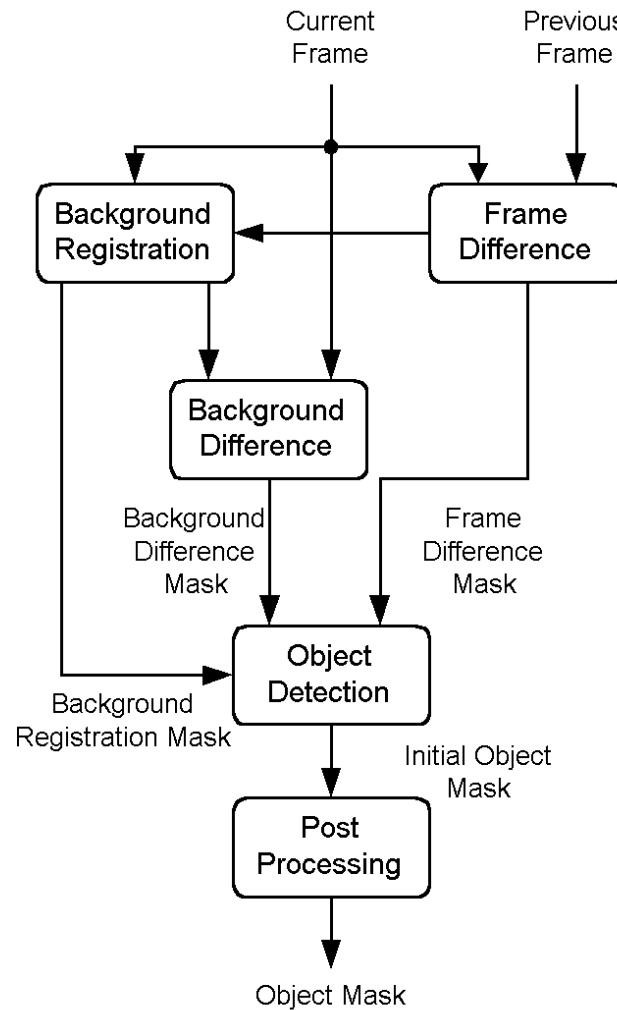 Current
Frame
Previous
Frame
Background
Registration
Frame
Difference
Background
Difference
Background
Difference
Mask
Frame
Difference
Mask
Object
Detection
Background
Registration Mask
Initial Object
Mask
Post
Processing
Object Mask